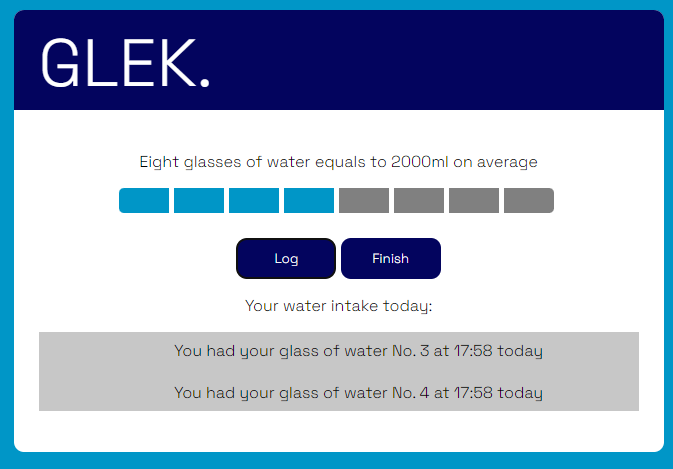 GLEK.
Eight glasses of water equals to 2000ml on average
Log Finish
Your water intake today:
You had your glass of water No. 3 at 17:58 today
You had your glass of water No. 4 at 17:58 today